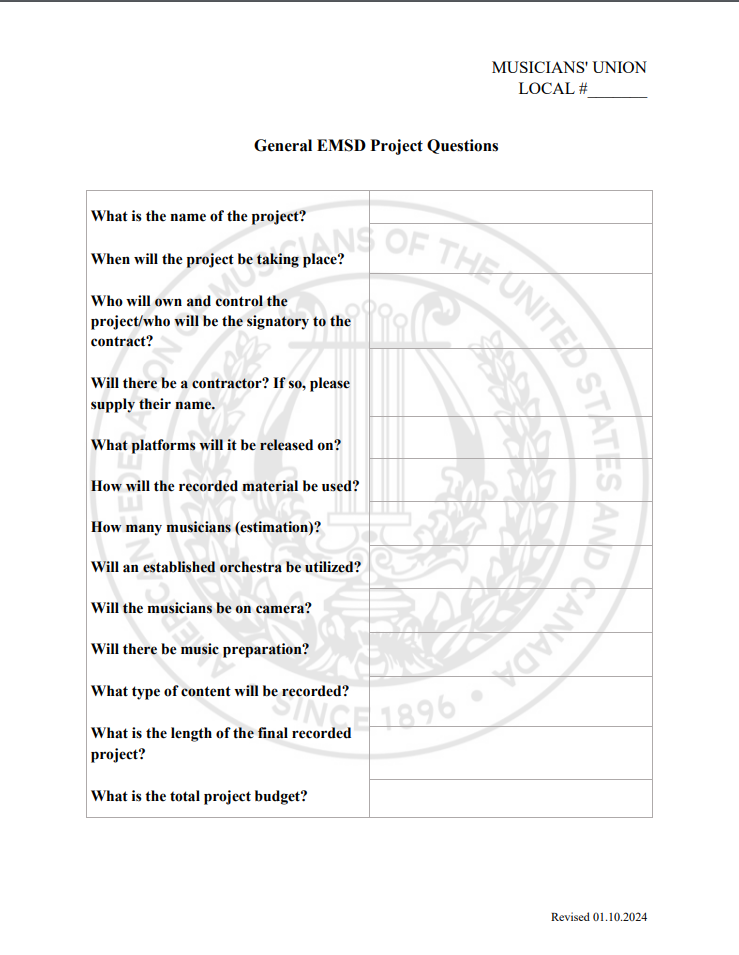 MUSICIANS' UNION
LOCAL #_______
General EMSD Project Questions
What is the name of the project?
When will the project be taking place?
Who will own and control the
project/who will be the signatory to the
contract?
Will there be a contractor? If so, please
supply their name.
What platforms will it be released on?
How will the recorded material be used?
How many musicians (estimation)?
Will an established orchestra be utilized?
Will the musicians be on camera?
Will there be music preparation?
What type of content will be recorded?
What is the length of the final recorded
project?
What is the total project budget?
AMERICAN FEDERATION OF MUSICIANS OF THE UNITED STATES AND CANADA
• SINCE 1896 •
Revised 01.10.2024